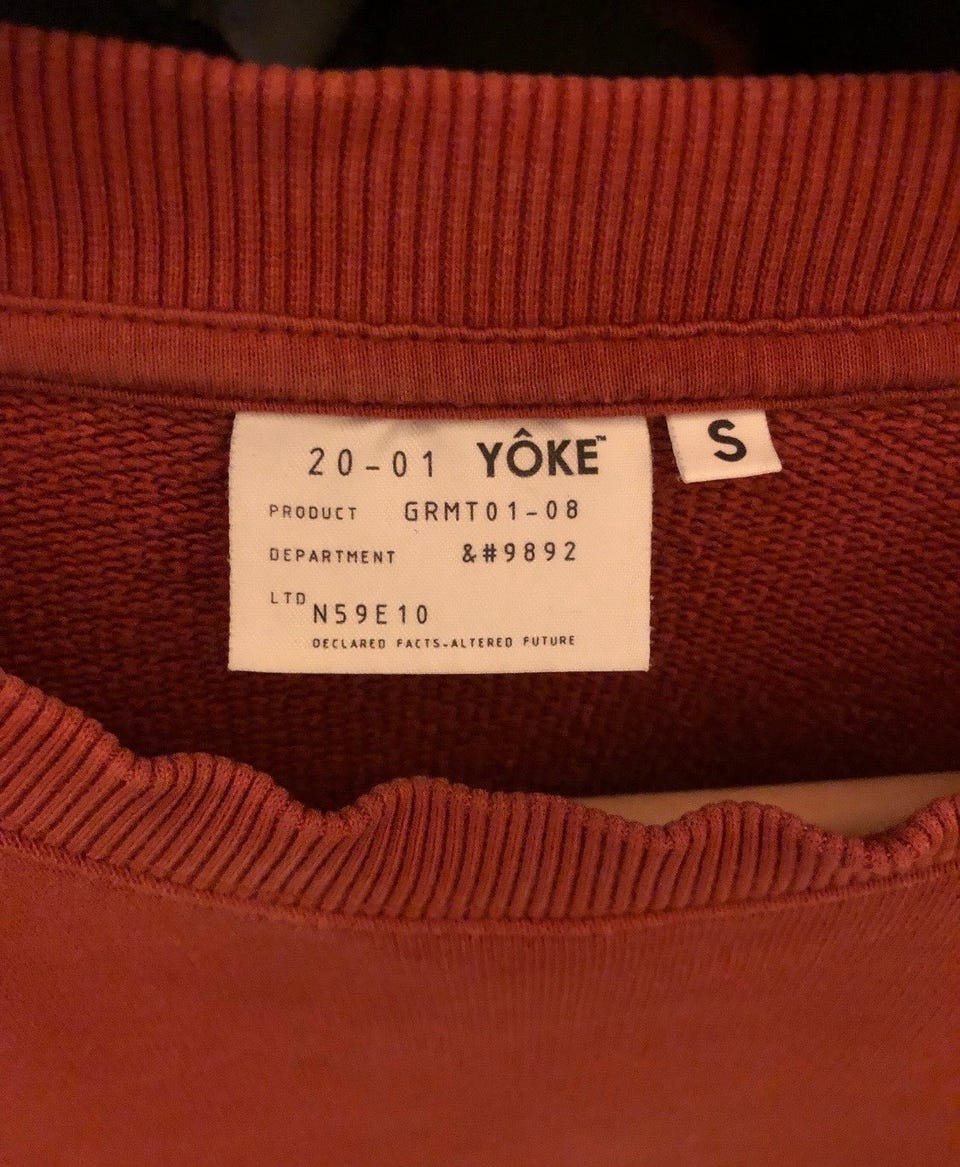 20-01 YÔKE™
PRODUCT GRMT01-08
DEPARTMENT &#9892
LTD N59E10
DECLARED FACTS-ALTERED FUTURE
S